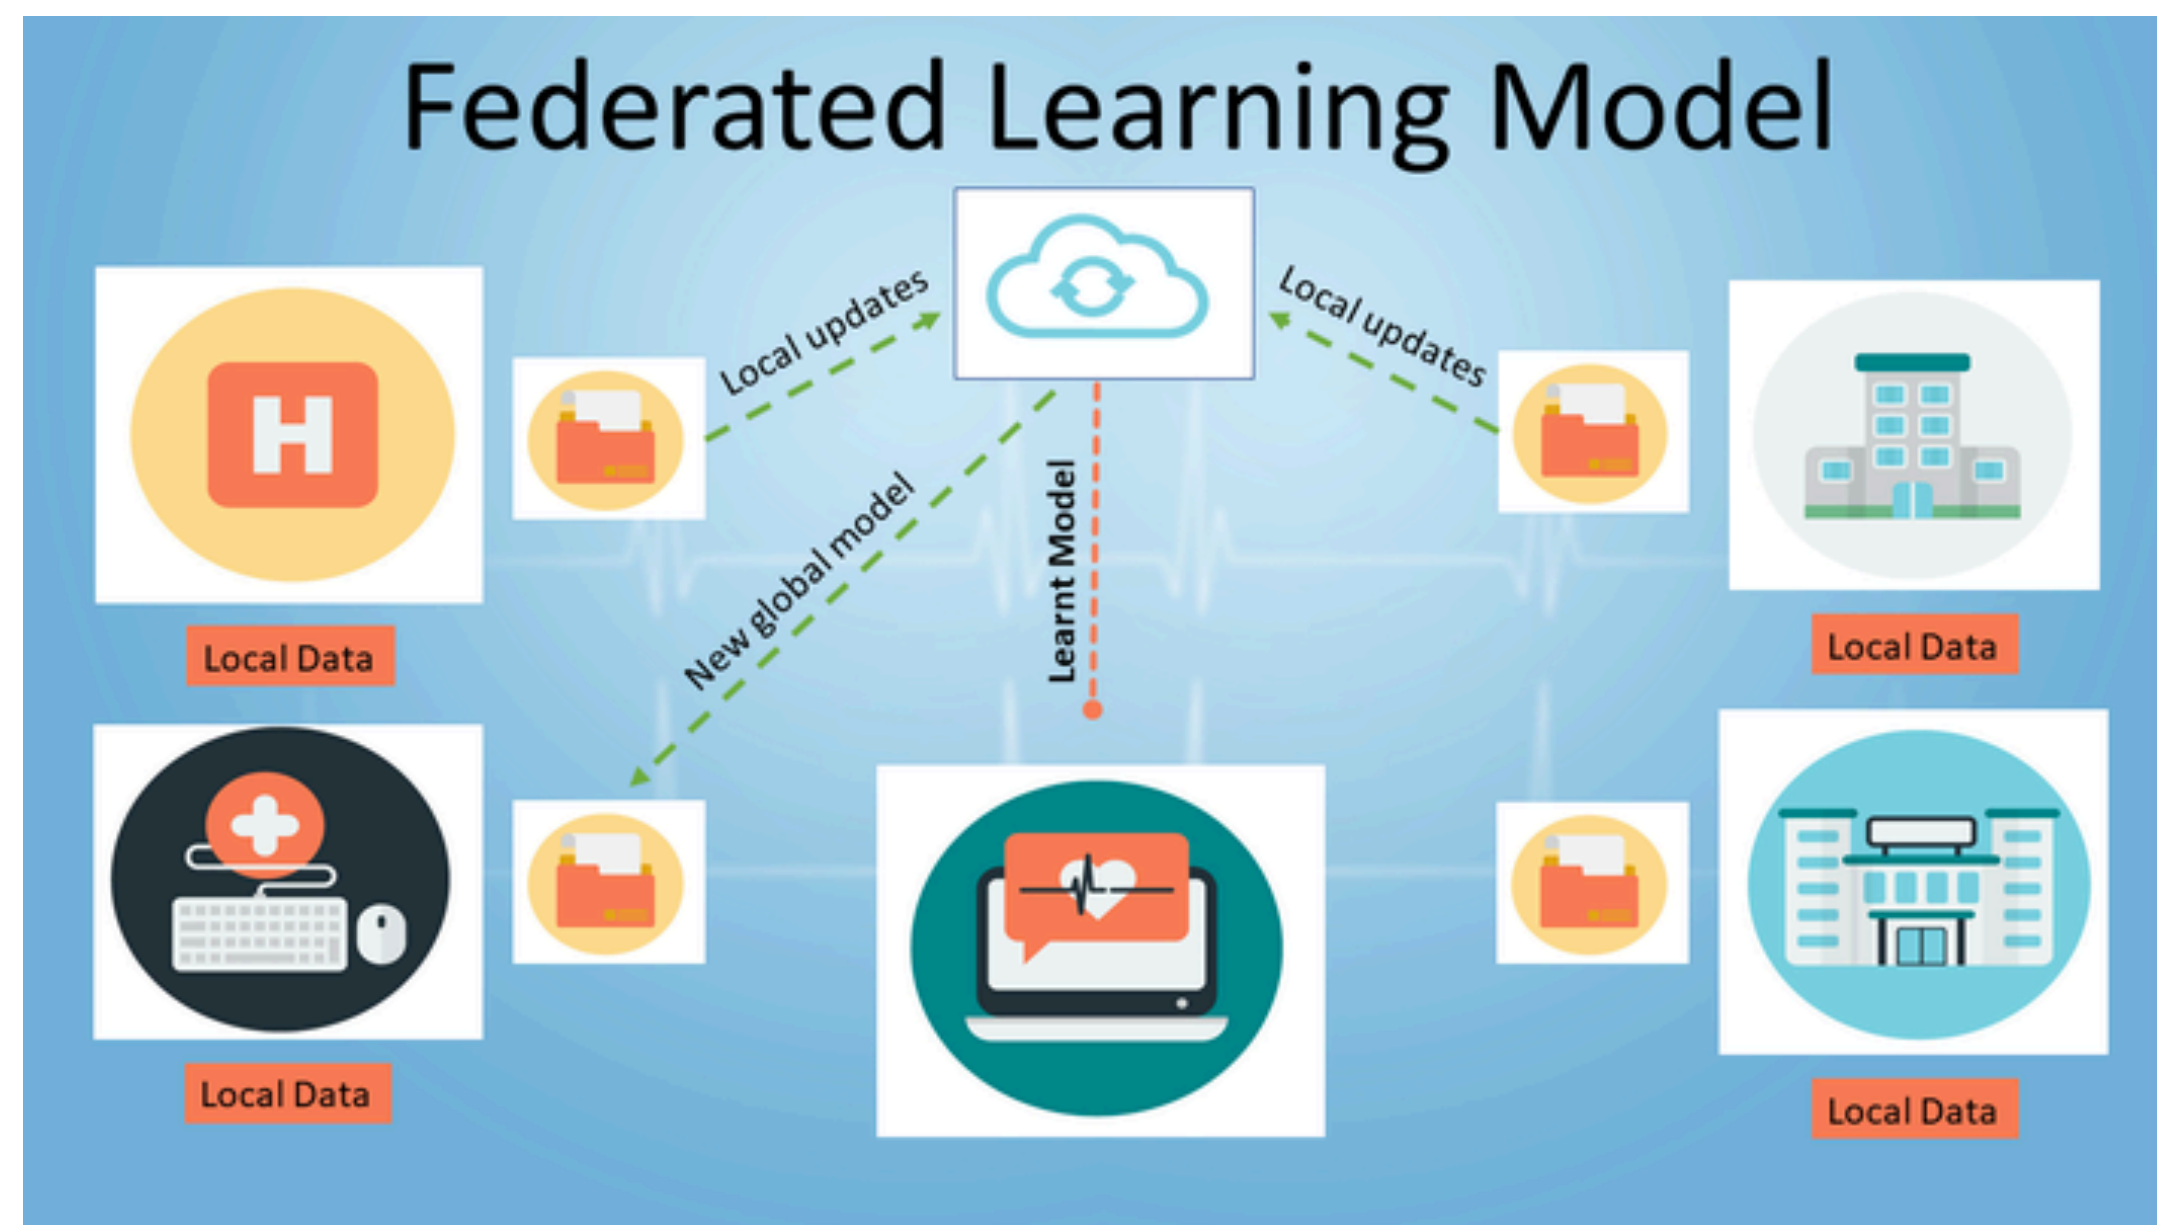 Federated Learning Model
Local updates
Local updates
H
New global model
Learnt Model
Local Data
Local Data
Local Data
Local Data